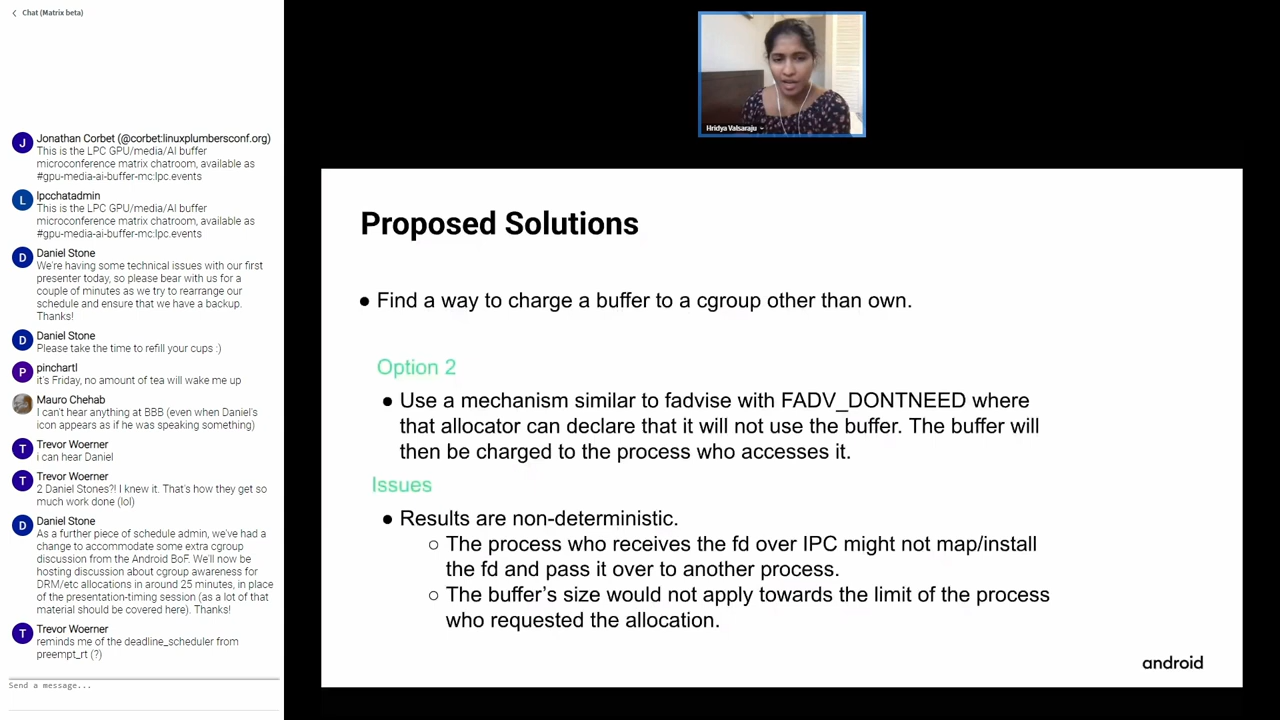 Chat (Matrix beta)
J
Jonathan Corbet (@corbet:linuxplumbersconf.org)
This is the LPC GPU/media/AI buffer
microconference matrix chatroom, available as
#gpu-media-ai-buffer-mc:lpc.events
L
lpcchatadmin
This is the LPC GPU/media/AI buffer
microconference matrix chatroom, available as
#gpu-media-ai-buffer-mc:lpc.events
D
Daniel Stone
We're having some technical issues with our first
presenter today, so please bear with us for a
couple of minutes as we try to rearrange our
schedule and ensure that we have a backup.
Thanks!
D
Daniel Stone
Please take the time to refill your cups :)
P
pinchartl
it's Friday, no amount of tea will wake me up
Mauro Chehab
I can't hear anything at BBB (even when Daniel's
icon appears as if he was speaking something)
T
Trevor Woerner
i can hear Daniel
T
Trevor Woerner
2 Daniel Stones?! I knew it. That's how they get so
much work done (lol)
D
Daniel Stone
As a further piece of schedule admin, we've had a
change to accommodate some extra cgroup
discussion from the Android BoF. We'll now be
hosting discussion about cgroup awareness for
DRM/etc allocations in around 25 minutes, in place
of the presentation-timing session (as a lot of that
material should be covered here). Thanks!
T
Trevor Woerner
reminds me of the deadline_scheduler from
preempt_rt (?)
Send a message...
Hridya Valsaraju
Proposed Solutions
● Find a way to charge a buffer to a cgroup other than own.
Option 2
● Use a mechanism similar to fadvise with FADV_DONTNEED where
that allocator can declare that it will not use the buffer. The buffer will
then be charged to the process who accesses it.
Issues
● Results are non-deterministic.
○ The process who receives the fd over IPC might not map/install
the fd and pass it over to another process.
○ The buffer's size would not apply towards the limit of the process
who requested the allocation.
android